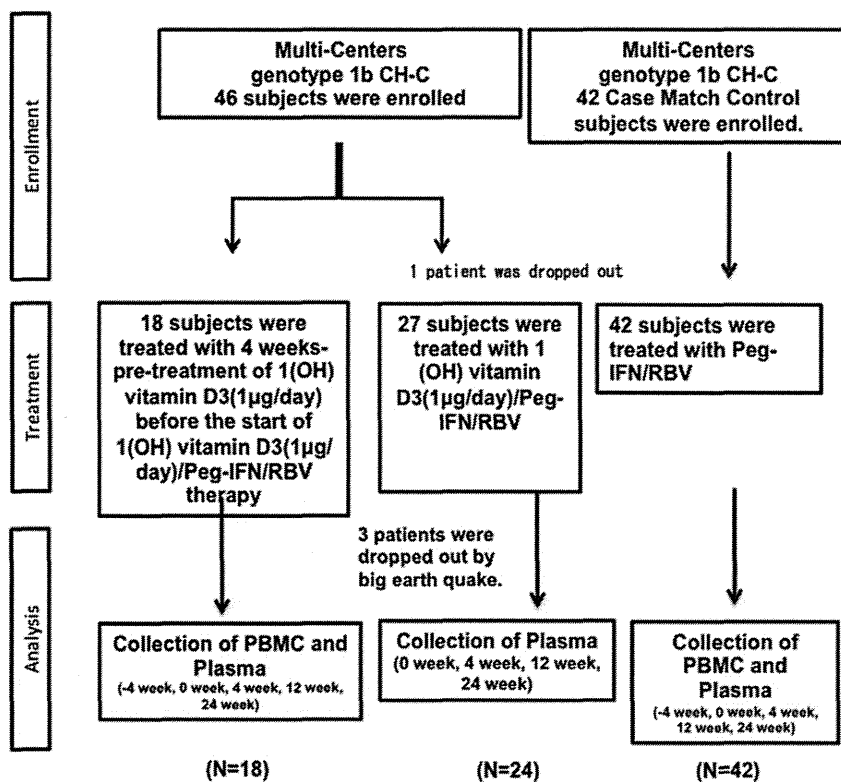 Enrollment
Multi-Centers
genotype 1b CH-C
46 subjects were enrolled
Multi-Centers
genotype 1b CH-C
42 Case Match Control
subjects were enrolled.
1 patient was dropped out
Treatment
18 subjects were
treated with 4 weeks-
pre-treatment of 1(OH)
vitamin D3(1µg/day)
before the start of
1(OH) vitamin D3(1µg/
day)/Peg-IFN/RBV
therapy
27 subjects were
treated with 1
(OH) vitamin
D3(1µg/day)/Peg-
IFN/RBV
42 subjects were
treated with Peg-
IFN/RBV
3 patients were
dropped out by
big earth quake.
Analysis
Collection of PBMC and
Plasma
(-4 week, 0 week, 4 week, 12 week,
24 week)
Collection of Plasma
(0 week, 4 week, 12 week,
24 week)
Collection of
PBMC and
Plasma
(-4 week, 0 week, 4 week,
12 week, 24 week)
(N=18)
(N=24)
(N=42)